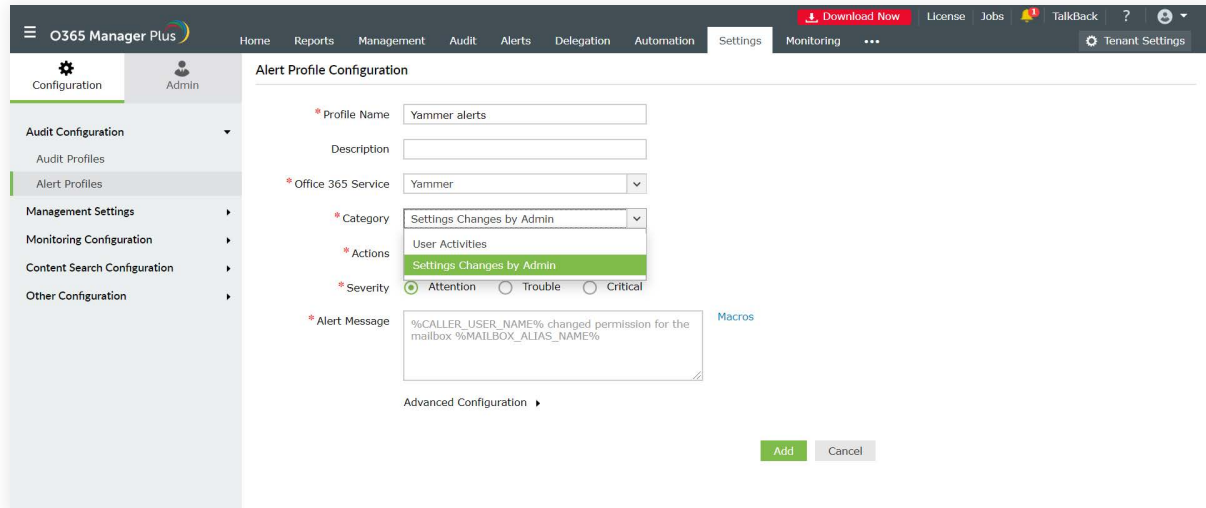 Download Now License Jobs 1 TalkBack ?
O365 Manager Plus
Home Reports Management Audit Alerts Delegation Automation Settings Monitoring ••• Tenant Settings
Configuration Admin
Audit Configuration
Audit Profiles
Alert Profiles
Management Settings
Monitoring Configuration
Content Search Configuration
Other Configuration
Alert Profile Configuration
* Profile Name Yammer alerts
Description
* Office 365 Service Yammer
* Category Settings Changes by Admin
User Activities
* Actions
Settings Changes by Admin
* Severity Attention Trouble Critical
* Alert Message %CALLER_USER_NAME% changed permission for the Macros
mailbox %MAILBOX_ALIAS_NAME%
Advanced Configuration
Add Cancel